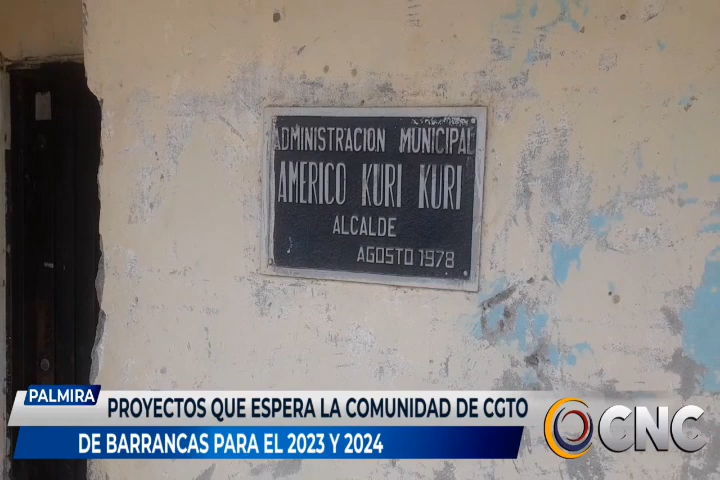 ADMINISTRACION MUNICIPAL
AMERICO KURI KURI
ALCALDE
AGOSTO 1978
PALMIRA
PROYECTOS QUE ESPERA LA COMUNIDAD DE CGTO
DE BARRANCAS PARA EL 2023 Y 2024
CNC